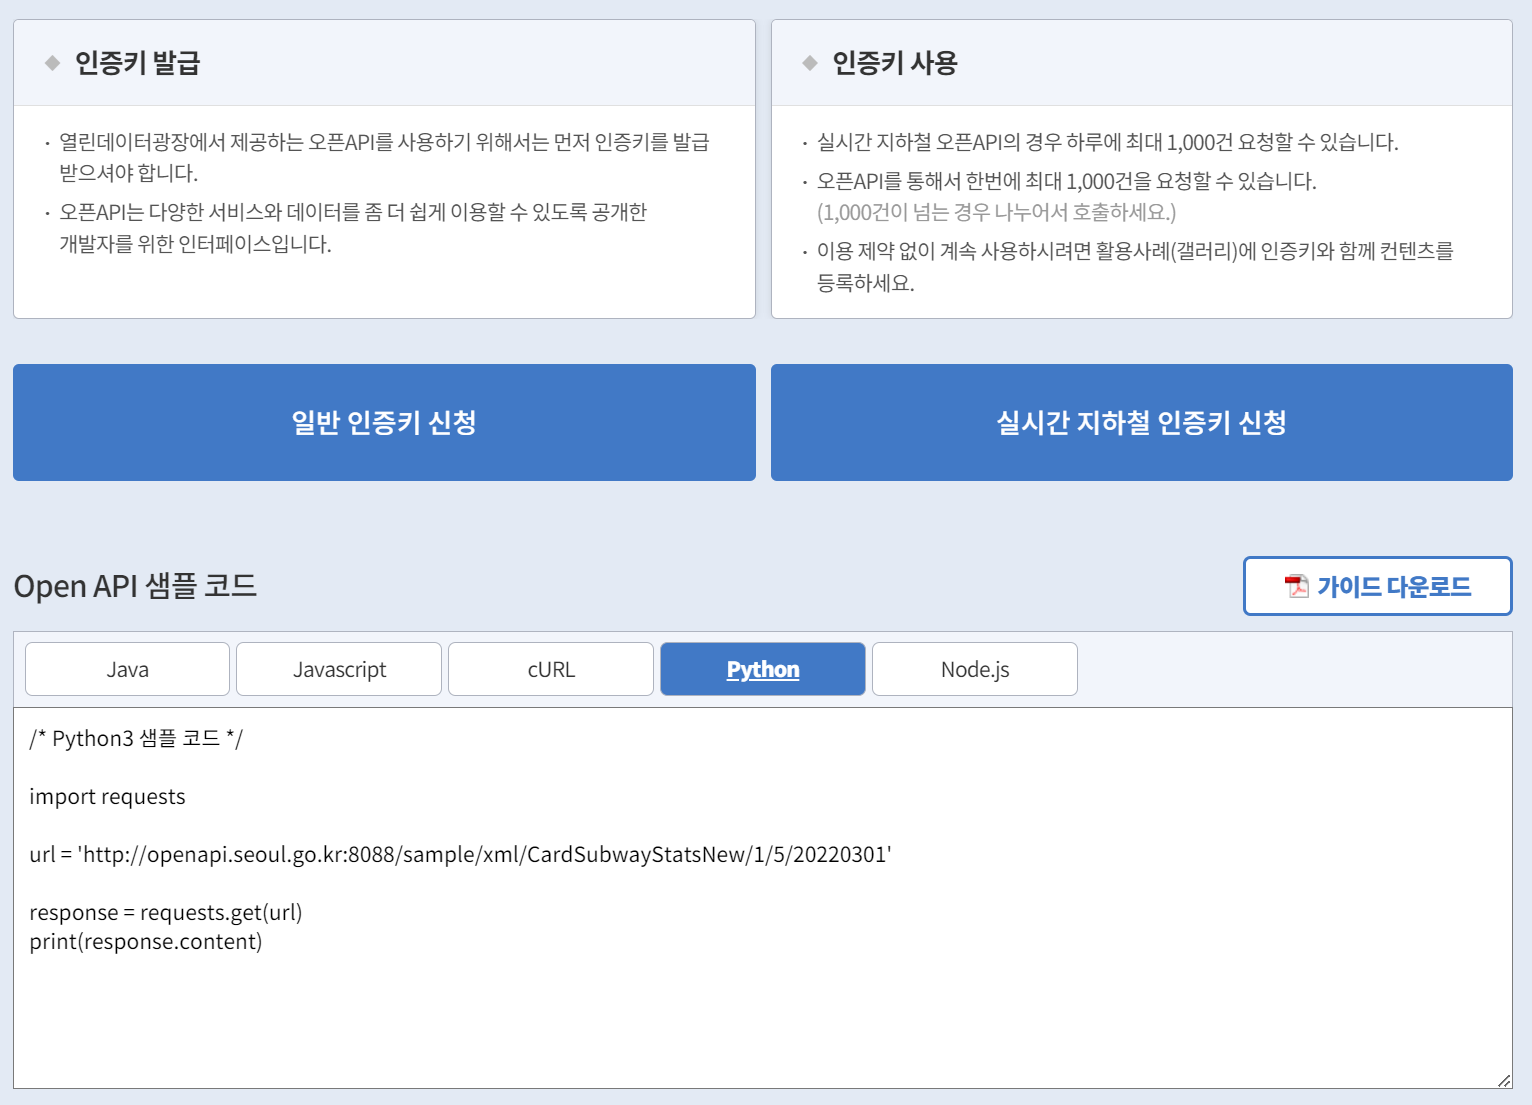 인증키 발급
· 열린데이터광장에서 제공하는 오픈API를 사용하기 위해서는 먼저 인증키를 발급
받으셔야 합니다.
· 오픈API는 다양한 서비스와 데이터를 좀 더 쉽게 이용할 수 있도록 공개한
개발자를 위한 인터페이스입니다.
인증키 사용
· 실시간 지하철 오픈API의 경우 하루에 최대 1,000건 요청할 수 있습니다.
· 오픈API를 통해서 한번에 최대 1,000건을 요청할 수 있습니다.
(1,000건이 넘는 경우 나누어서 호출하세요.)
· 이용 제약 없이 계속 사용하시려면 활용사례(갤러리)에 인증키와 함께 컨텐츠를
등록하세요.
일반 인증키 신청
실시간 지하철 인증키 신청
Open API 샘플 코드
가이드 다운로드
Java
Javascript
cURL
Python
Node.js
/* Python3 샘플 코드 */
import requests
url = 'http://openapi.seoul.go.kr:8088/sample/xml/CardSubwayStatsNew/1/5/20220301'
response = requests.get(url)
print(response.content)